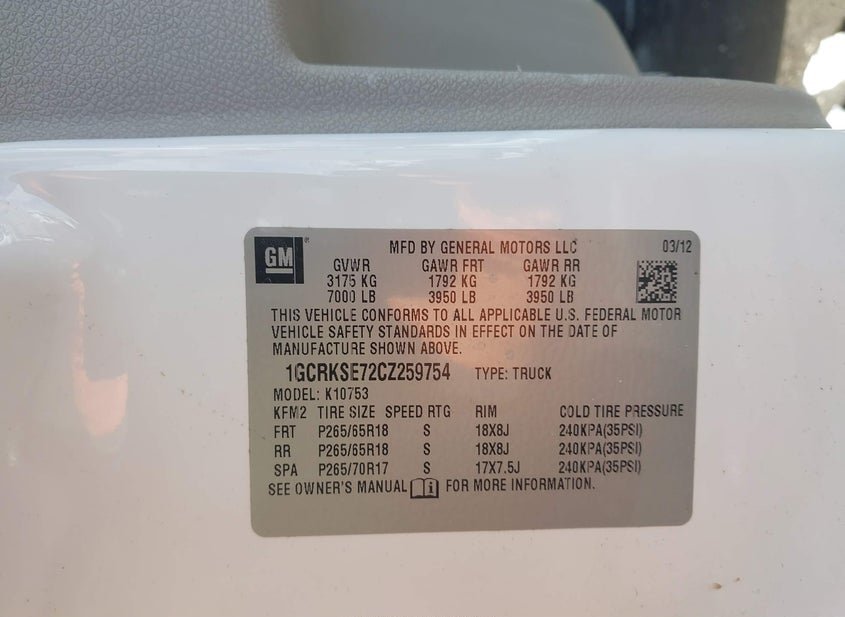 GM ® MFD BY GENERAL MOTORS LLC 03/12
GVWR GAWR FRT GAWR RR
3175 KG 1792 KG 1792 KG
7000 LB 3950 LB 3950 LB
THIS VEHICLE CONFORMS TO ALL APPLICABLE U.S. FEDERAL MOTOR
VEHICLE SAFETY STANDARDS IN EFFECT ON THE DATE OF
MANUFACTURE SHOWN ABOVE.
1GCRKSE72CZ259754 TYPE: TRUCK
MODEL: K10753
KFM2 TIRE SIZE SPEED RTG RIM COLD TIRE PRESSURE
FRT P265/65R18 S 18X8J 240KPA(35PSI)
RR P265/65R18 S 18X8J 240KPA(35PSI)
SPA P265/70R17 S 17X7.5J 240KPA(35PSI)
SEE OWNER'S MANUAL i FOR MORE INFORMATION.